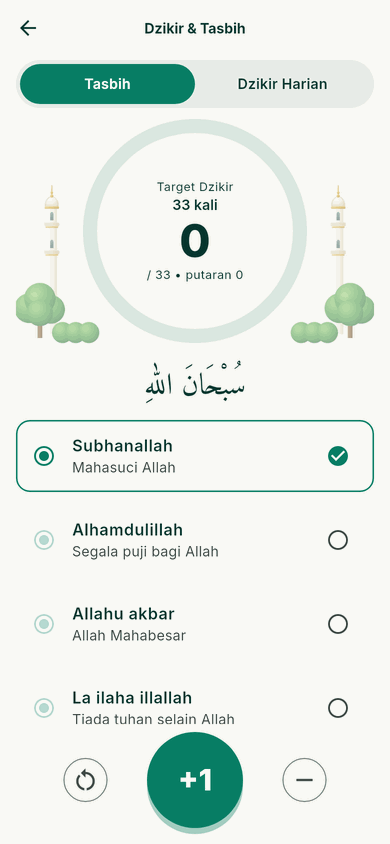 Dzikir & Tasbih
Tasbih
Dzikir Harian
Target Dzikir
33 kali
0
/ 33 • putaran 0
سُبْحَانَ اللّٰهِ
Subhanallah
Mahasuci Allah
Alhamdulillah
Segala puji bagi Allah
Allahu akbar
Allah Mahabesar
La ilaha illallah
Tiada tuhan selain Allah
+1